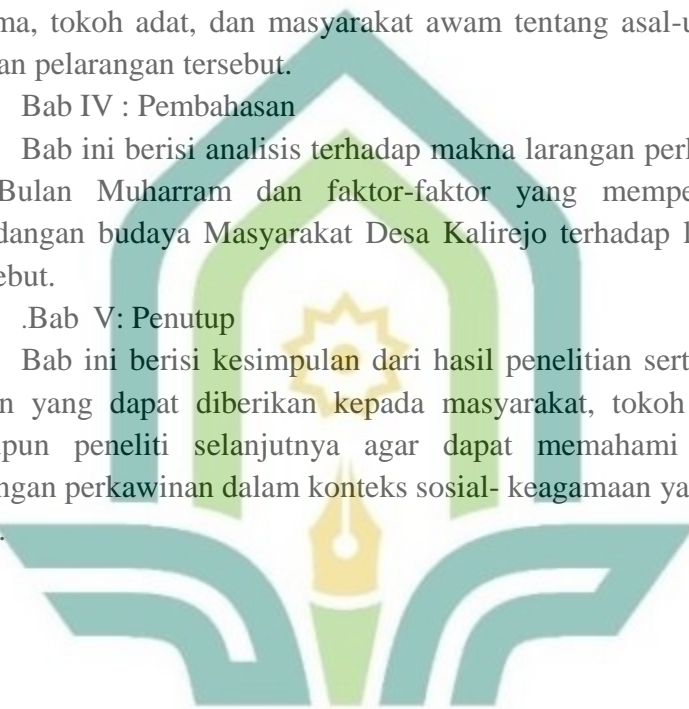 ma, tokoh adat, dan masyarakat awam tentang asal-u
an pelarangan tersebut.
Bab IV : Pembahasan
Bab ini berisi analisis terhadap makna larangan perk
Bulan Muharram dan faktor-faktor yang mempe
dangan budaya Masyarakat Desa Kalirejo terhadap l
ebut.
.Bab V: Penutup
Bab ini berisi kesimpulan dari hasil penelitian sert
n yang dapat diberikan kepada masyarakat, tokoh
upun peneliti selanjutnya agar dapat memahami
ngan perkawinan dalam konteks sosial- keagamaan ya
.